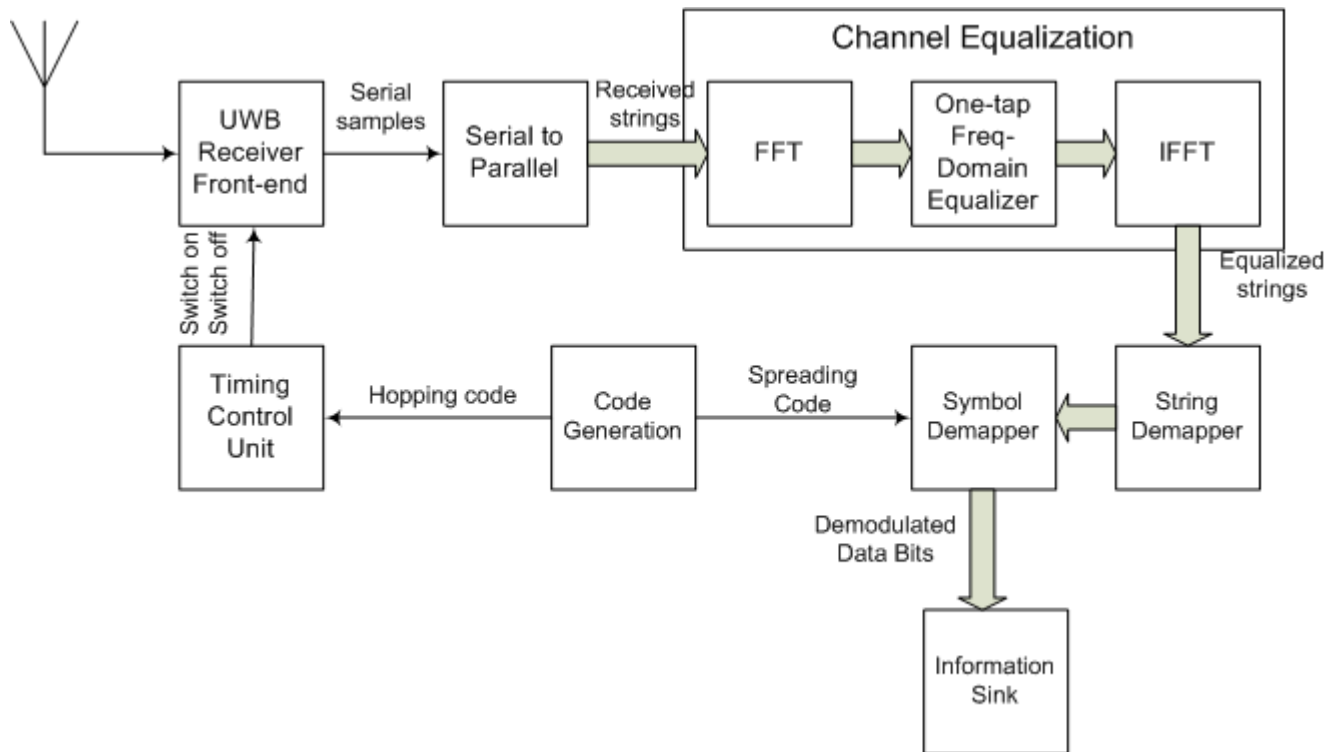 Channel Equalization
UWB
Receiver
Front-end
Serial
samples
Serial to
Parallel
Received
strings
FFT
One-tap
Freq-
Domain
Equalizer
IFFT
Switch on
Switch off
Equalized
strings
Timing
Control
Unit
Hopping code
Code
Generation
Spreading
Code
Symbol
Demapper
String
Demapper
Demodulated
Data Bits
Information
Sink